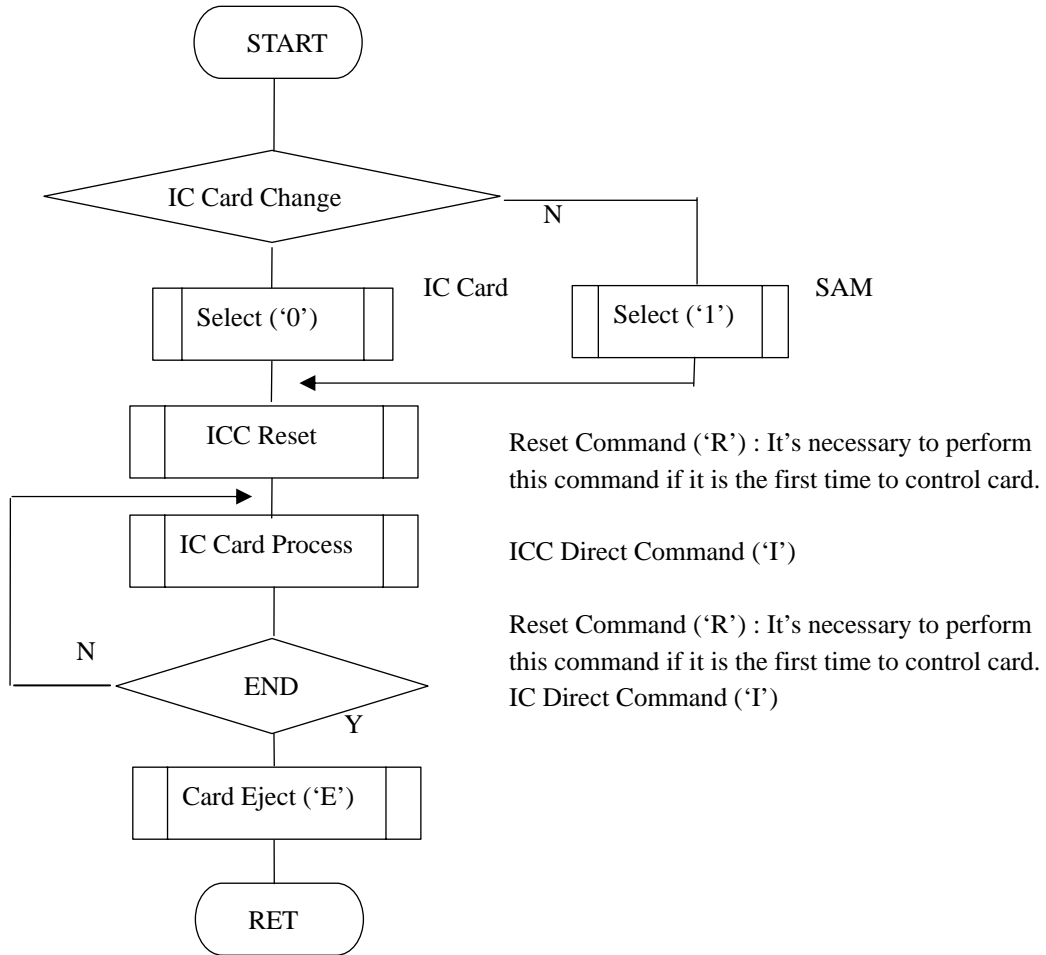 START
IC Card Change
N
IC Card
SAM
Select (‘0’)
Select (‘1’)
ICC Reset
Reset Command (‘R’) : It’s necessary to perform
this command if it is the first time to control card.
IC Card Process
ICC Direct Command (‘I’)
Reset Command (‘R’) : It’s necessary to perform
this command if it is the first time to control card.
IC Direct Command (‘I’)
N
END
Y
Card Eject (‘E’)
RET